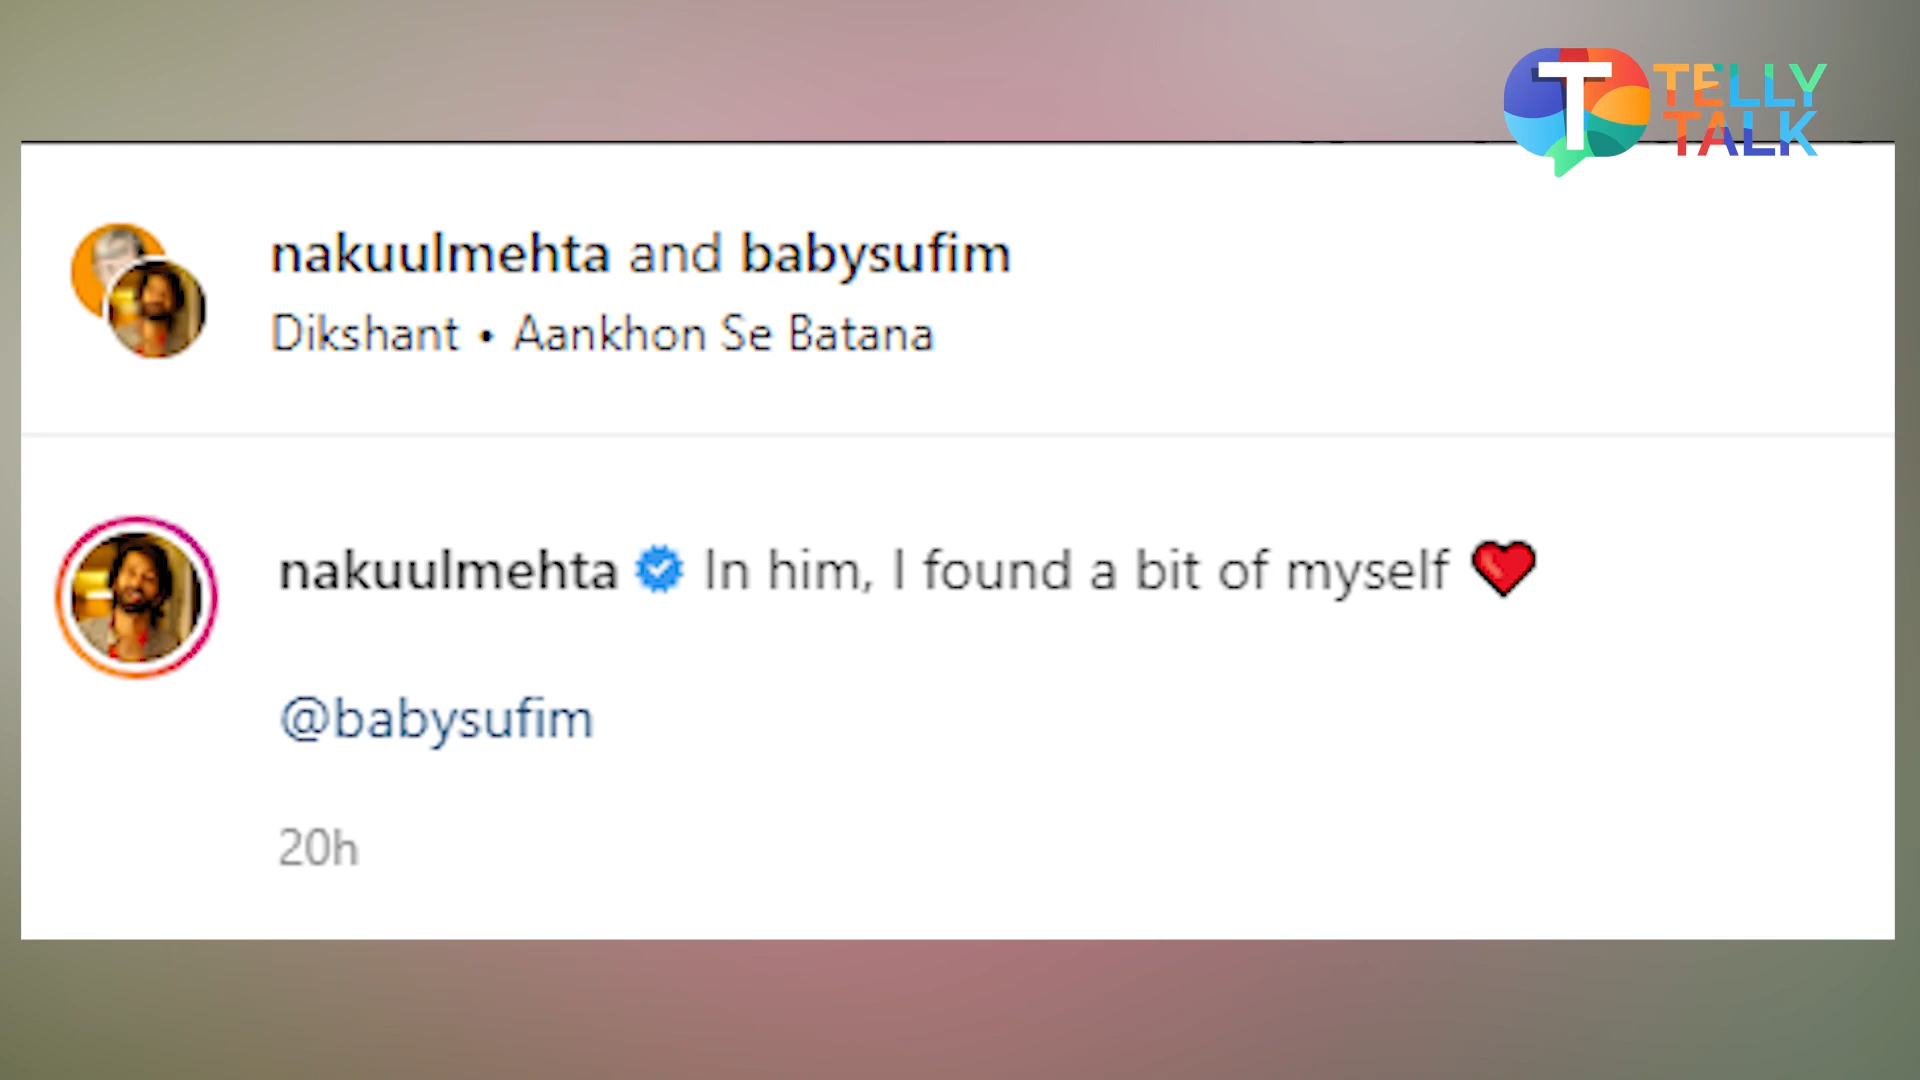 T TELLY
TALK
nakuulmehta and babysufim
Dikshant • Aankhon Se Batana
nakuulmehta In him, I found a bit of myself ❤️
@babysufim
20h